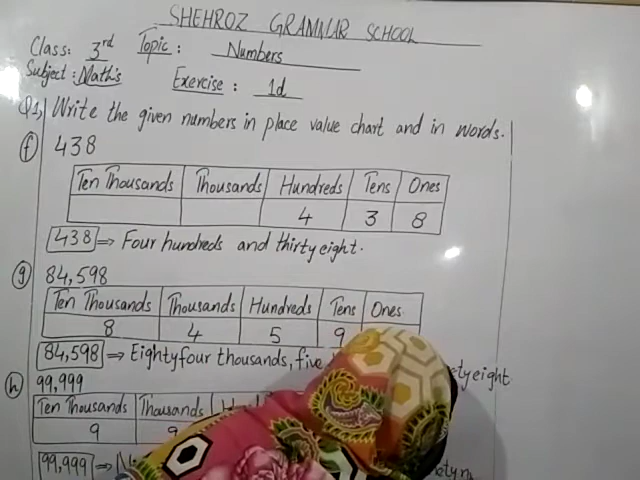 SHEHROZ GRAMMAR SCHOOL
Class: 3rd Topic: Numbers
Subject: Math's Exercise: 1d
Q1, Write the given numbers in place value chart and in words.
f 438
Ten Thousands Thousands Hundreds Tens Ones
4 3 8
438 ⇒ Four hundreds and thirty eight.
g 84,598
Ten Thousands Thousands Hundreds Tens Ones
8 4 5 9
84,598 ⇒ Eighty four thousands, five eight
h 99,999
Ten Thousands Thousands
9 9
99,999 ⇒